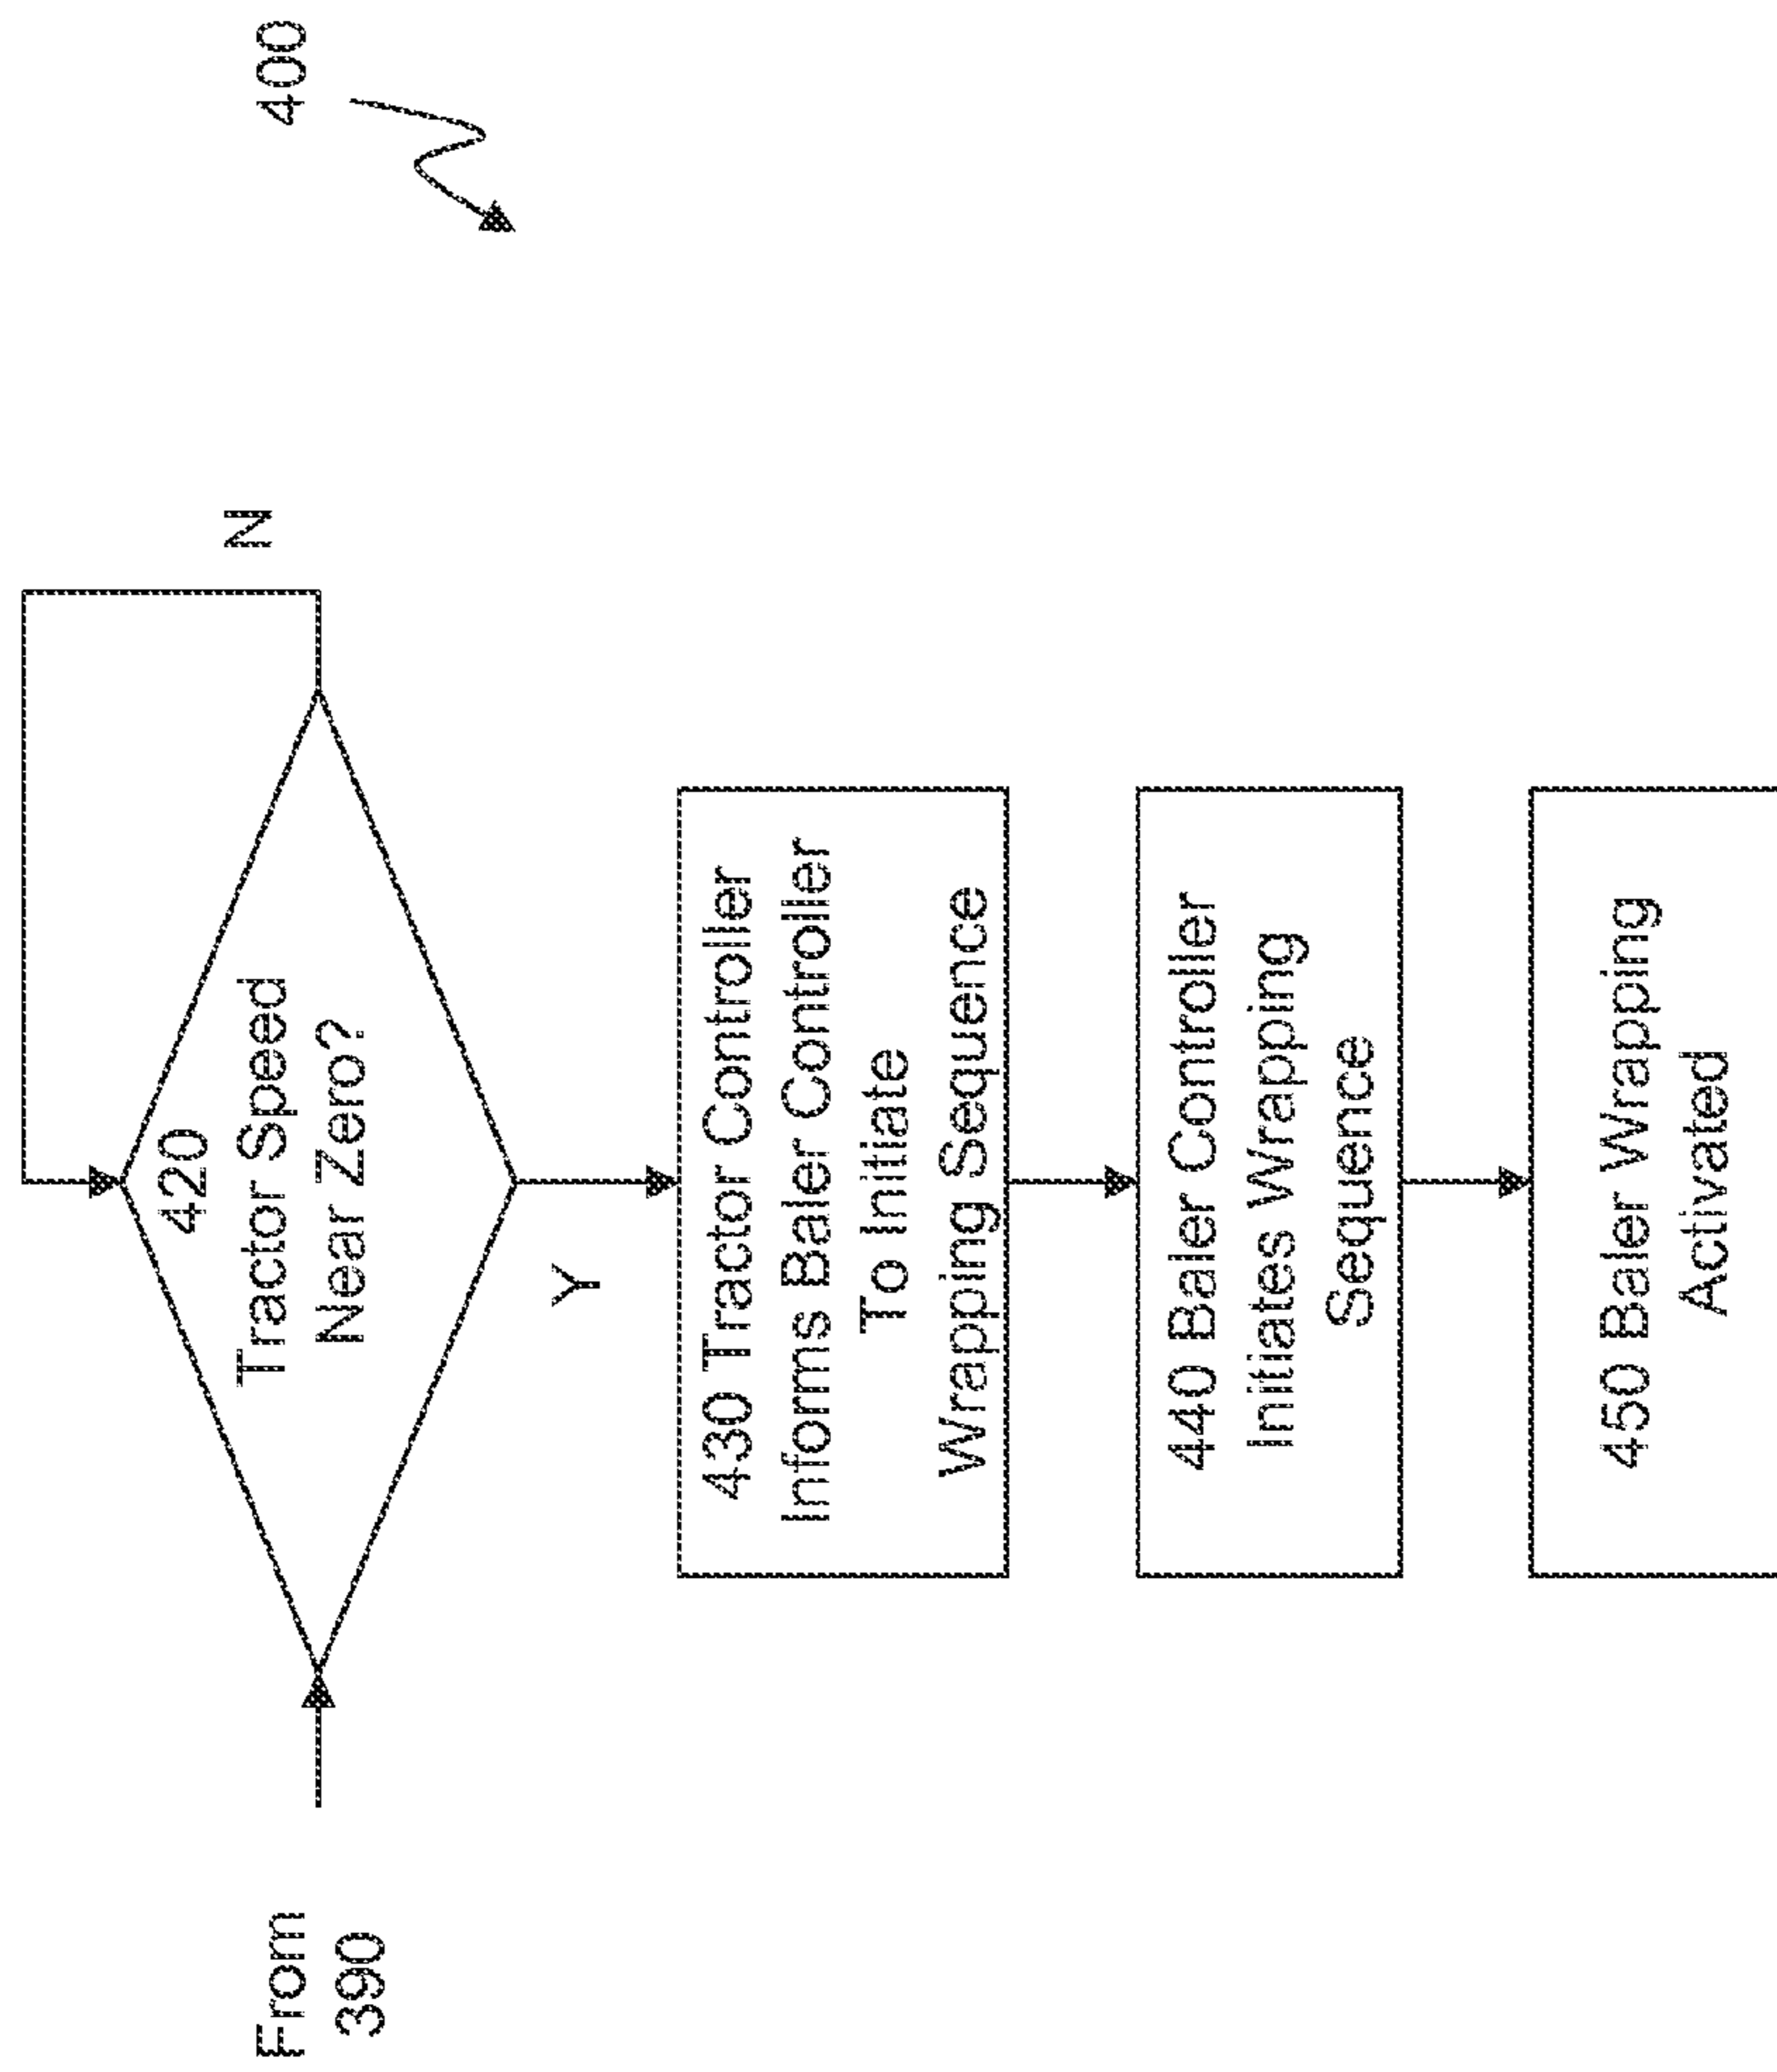 400
From
390
420
Tractor Speed
Near Zero?
N
Y
430 Tractor Controller
Informs Baler Controller
To Initiate
Wrapping Sequence
440 Baler Controller
Initiates Wrapping
Sequence
450 Baler Wrapping
Activated